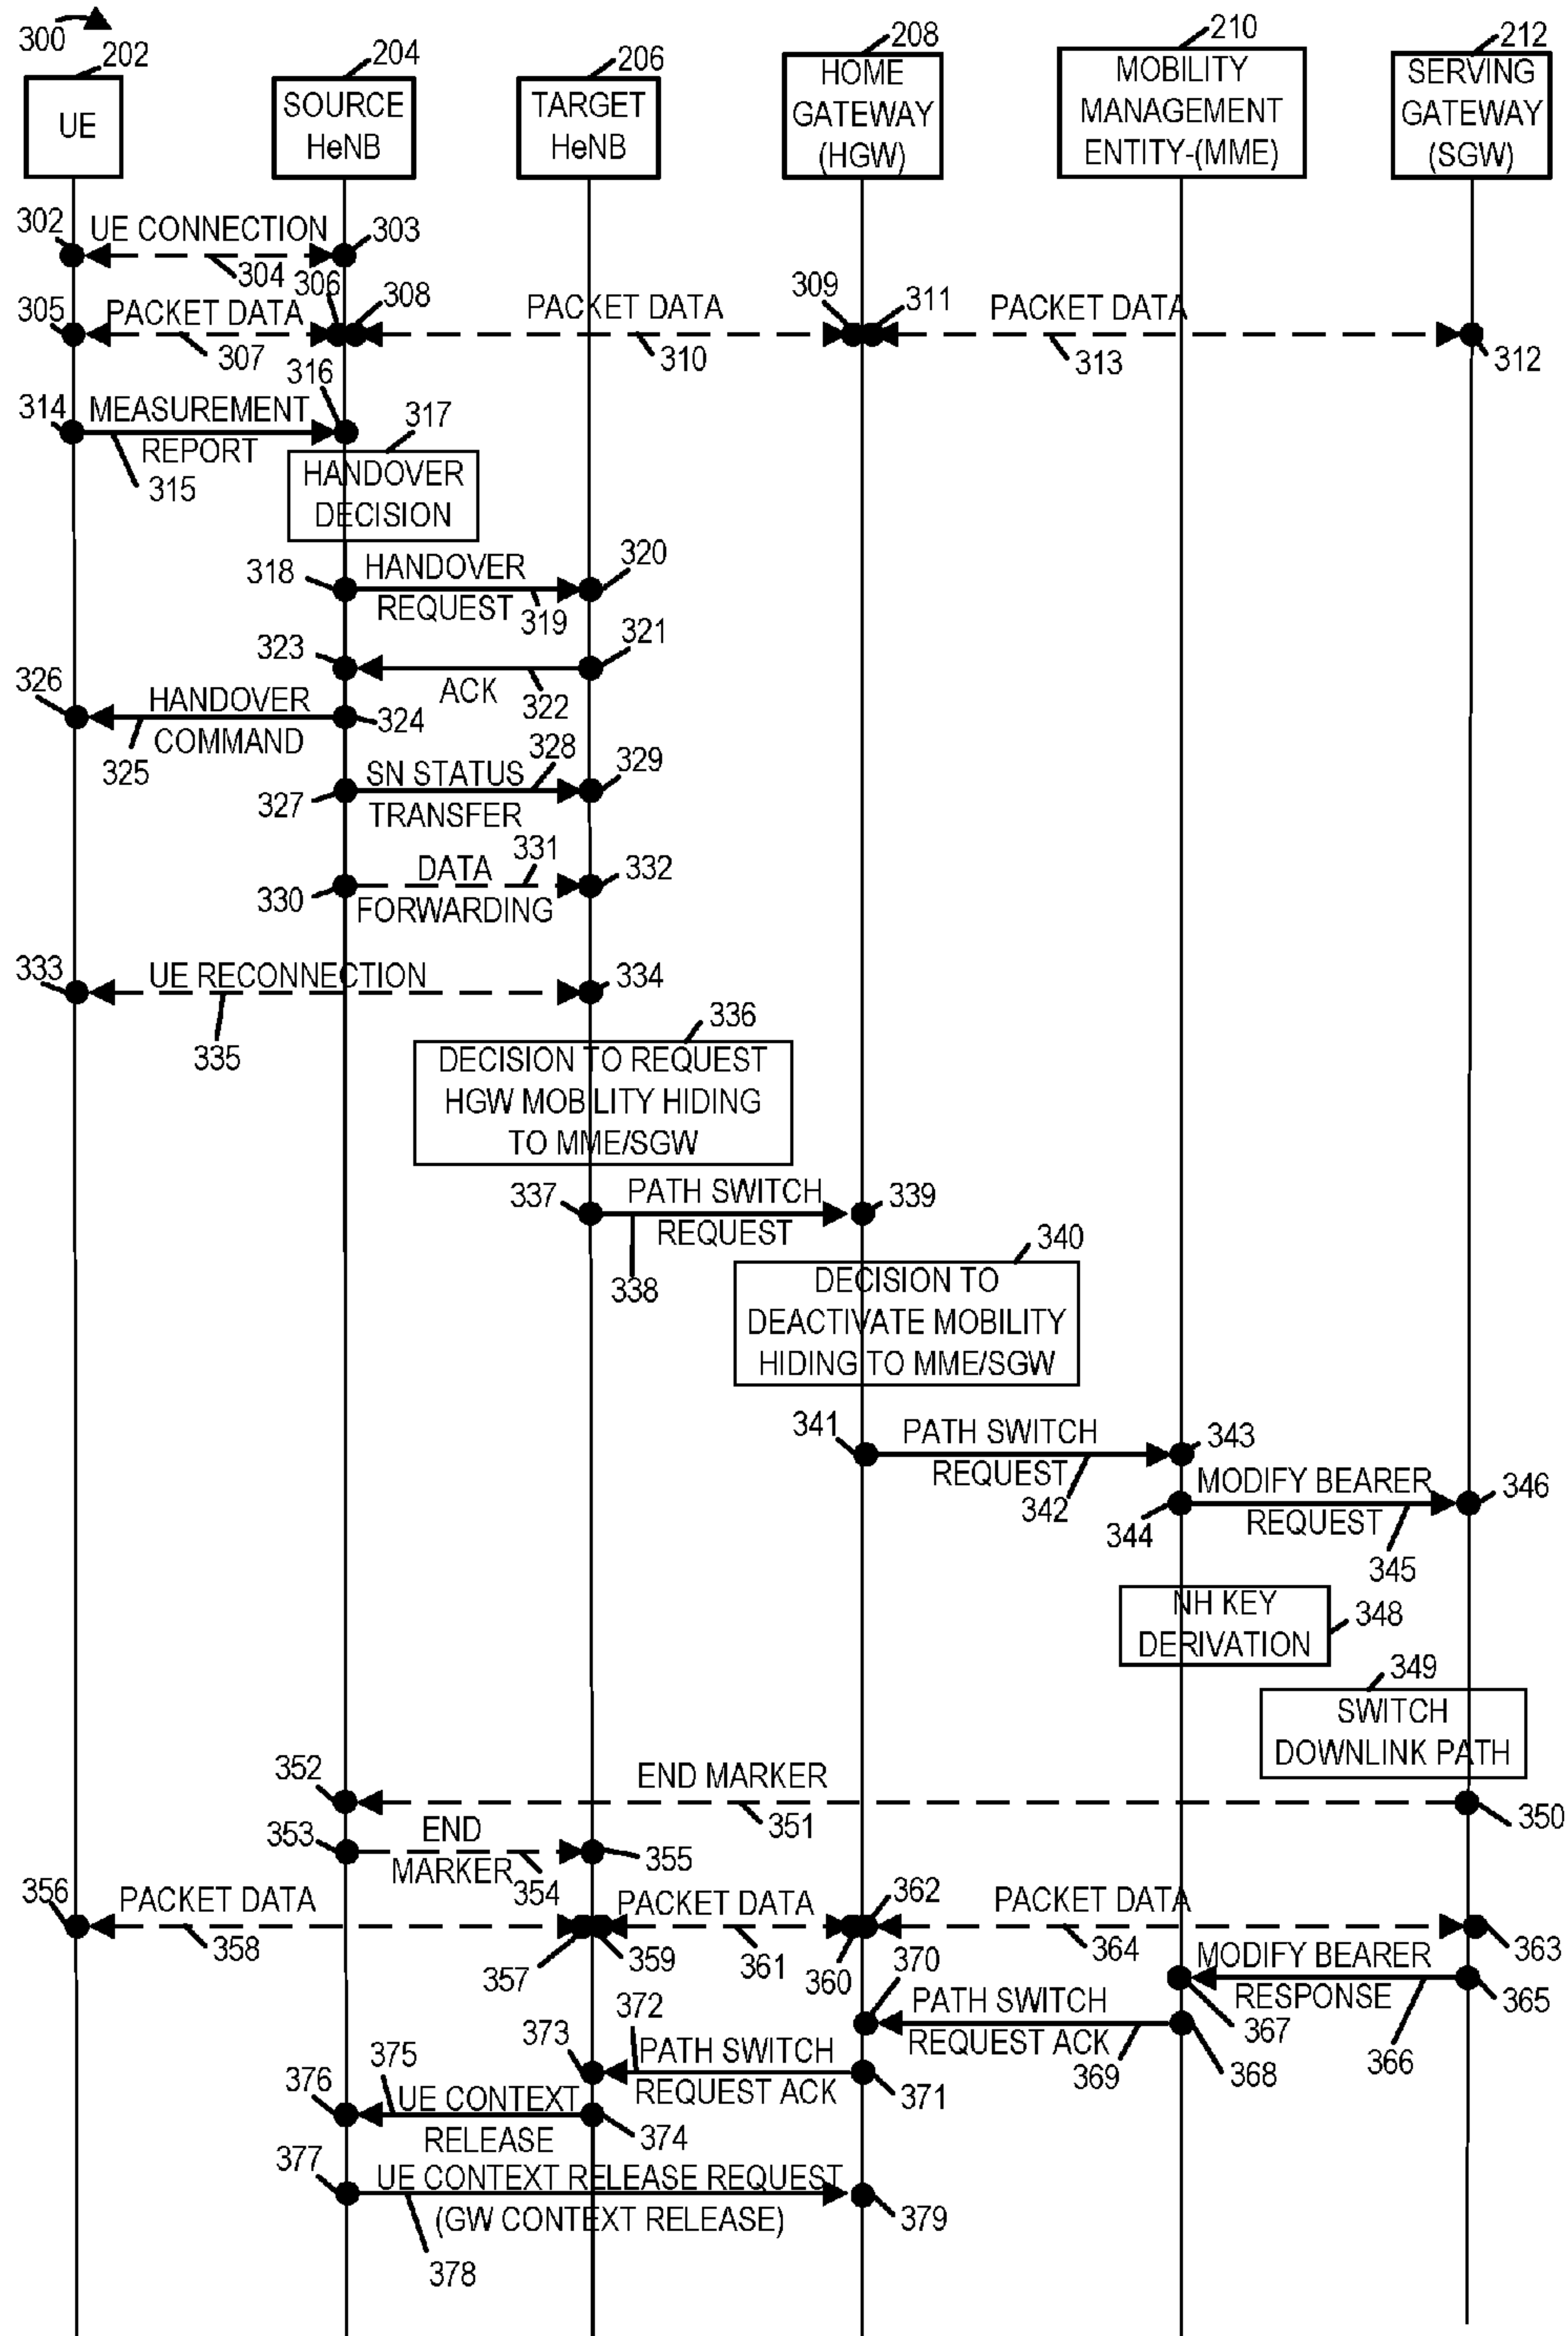 300
202
204
206
208
210
212
UE
SOURCE
HeNB
TARGET
HeNB
HOME
GATEWAY
(HGW)
MOBILITY
MANAGEMENT
ENTITY-(MME)
SERVING
GATEWAY
(SGW)
302
UE CONNECTION
303
304
305
PACKET DATA
306
308
PACKET DATA
309
311
PACKET DATA
307
310
313
312
314
MEASUREMENT
REPORT
316
315
317
HANDOVER
DECISION
318
HANDOVER
REQUEST
320
319
323
321
ACK
322
326
HANDOVER
COMMAND
324
325
327
SN STATUS
TRANSFER
328
329
330
DATA
FORWARDING
331
332
333
UE RECONNECTION
334
335
336
DECISION TO REQUEST
HGW MOBILITY HIDING
TO MME/SGW
337
PATH SWITCH
REQUEST
339
338
340
DECISION TO
DEACTIVATE MOBILITY
HIDING TO MME/SGW
341
PATH SWITCH
REQUEST
343
342
344
MODIFY BEARER
REQUEST
346
345
NH KEY
DERIVATION
348
349
SWITCH
DOWNLINK PATH
352
END MARKER
351
350
353
END
MARKER
354
355
356
PACKET DATA
PACKET DATA
362
PACKET DATA
358
357
359
361
360
364
363
370
MODIFY BEARER
RESPONSE
365
367
366
PATH SWITCH
REQUEST ACK
369
368
373
372
PATH SWITCH
REQUEST ACK
371
376
375
UE CONTEXT
RELEASE
374
377
UE CONTEXT RELEASE REQUEST
(GW CONTEXT RELEASE)
379
378